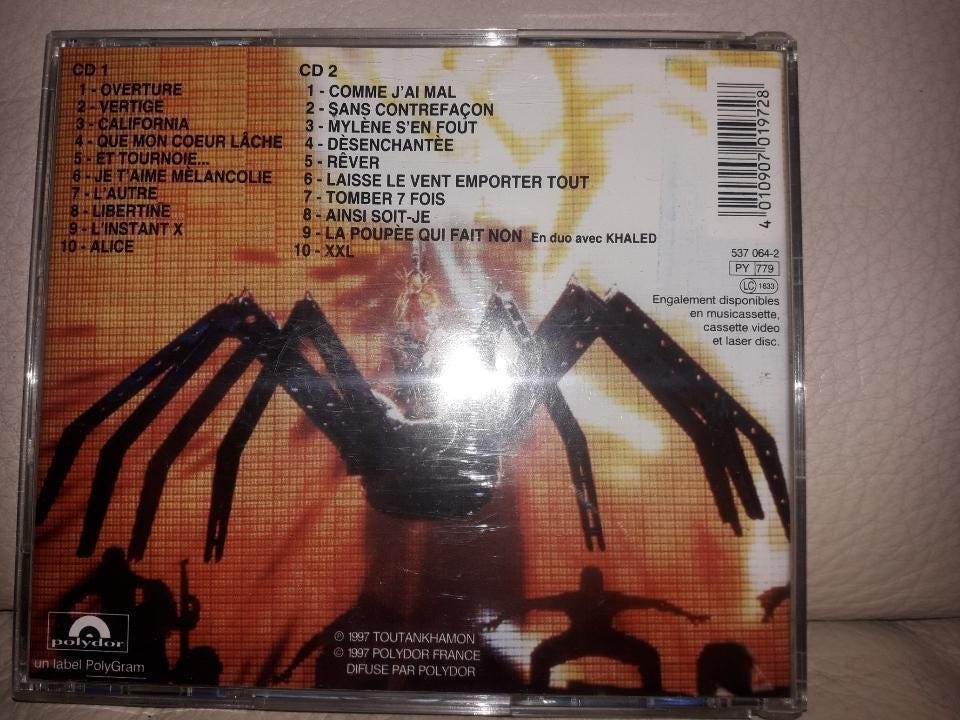 CD 1
1 - OVERTURE
2 - VERTIGE
3 - CALIFORNIA
4 - QUE MON COEUR LÂCHE
5 - ET TOURNOIE...
6 - JE T'AIME MÈLANCOLIE
7 - L'AUTRE
8 - LIBERTINE
9 - L'INSTANT X
10 - ALICE
CD 2
1 - COMME J'AI MAL
2 - SANS CONTREFAÇON
3 - MYLÈNE S'EN FOUT
4 - DÈSENCHANTÈE
5 - RÊVER
6 - LAISSE LE VENT EMPORTER TOUT
7 - TOMBER 7 FOIS
8 - AINSI SOIT-JE
9 - LA POUPÈE QUI FAIT NON En duo avec KHALED
10 - XXL
4 010907 019728
537 064-2
PY 779
LC 1633
Engalement disponibles
en musicassette,
cassette video
et laser disc.
polydor
un label PolyGram
℗ 1997 TOUTANKHAMON
© 1997 POLYDOR FRANCE
DIFUSE PAR POLYDOR